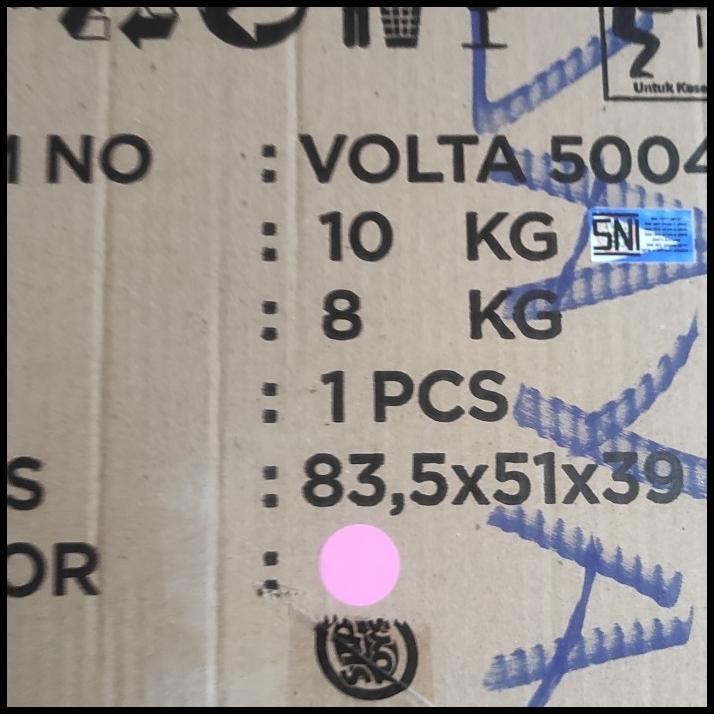 Untuk Kese
M NO : VOLTA 5004
: 10 KG
SNI
: 8 KG
: 1 PCS
S : 83,5x51x39
OR :